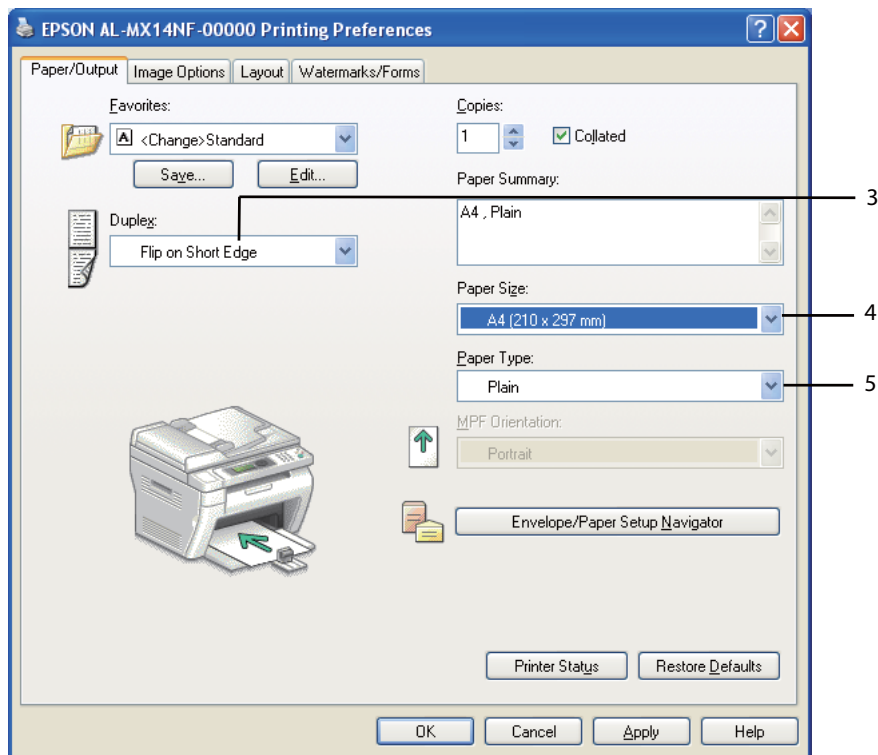 EPSON AL-MX14NF-00000 Printing Preferences
Paper/Output Image Options Layout Watermarks/Forms
Favorites:
A <Change>Standard
Save... Edit...
Duplex:
Flip on Short Edge
Copies:
1 Collated
Paper Summary:
A4 , Plain
3
Paper Size:
A4 (210 x 297 mm)
4
Paper Type:
Plain
5
MPF Orientation:
Portrait
Envelope/Paper Setup Navigator
Printer Status Restore Defaults
OK Cancel Apply Help